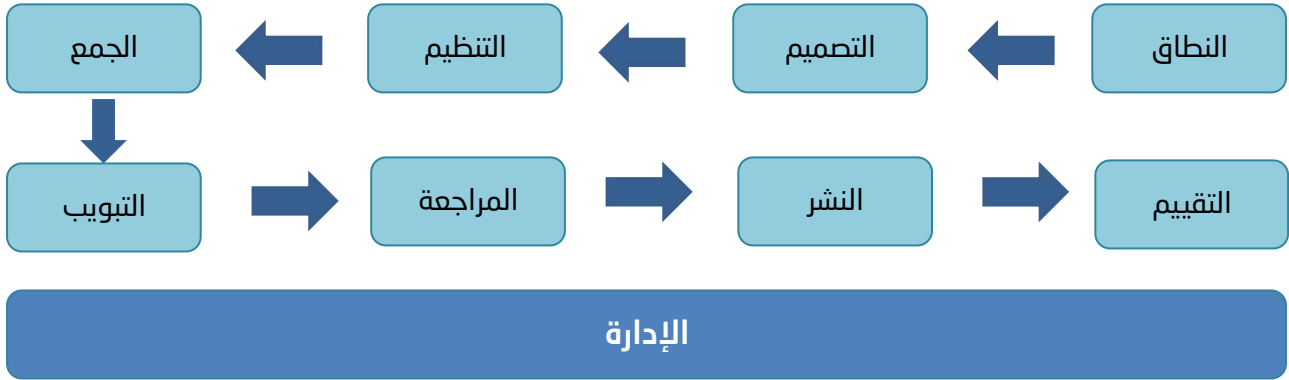 النطاق
التصميم
التنظيم
الجمع
التبويب
المراجعة
النشر
التقييم
الإدارة